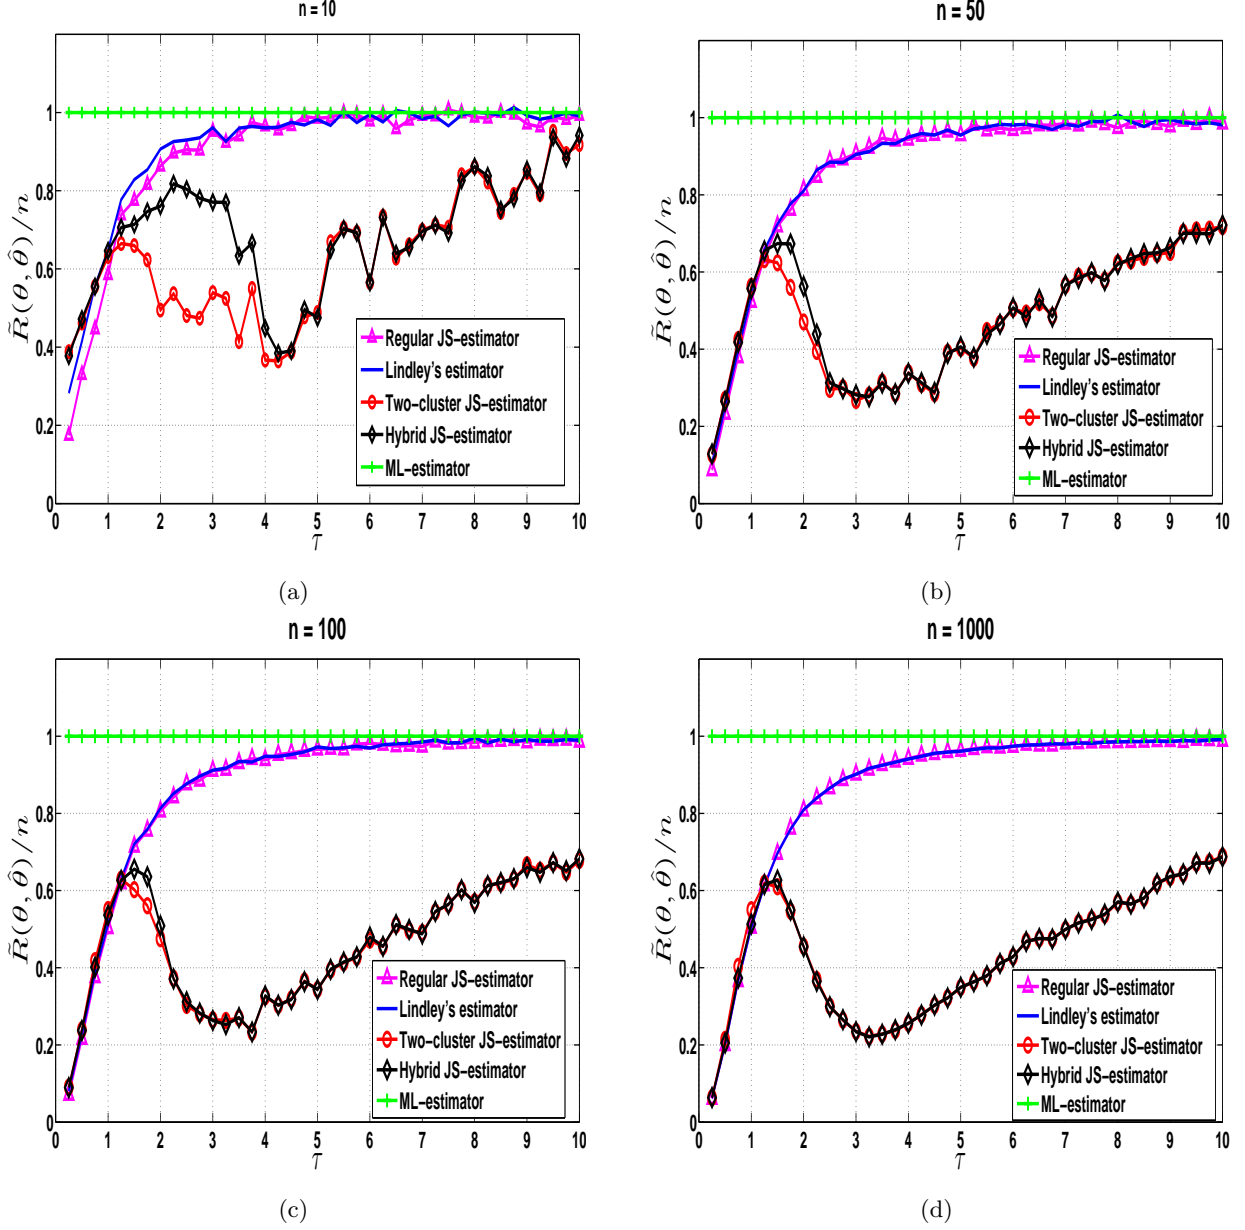 n = 10
1
0.8
0.6
0.4
0.2
0
0 1 2 3 4 5 6 7 8 9 10
R̃(θ, θ̂)/n
τ
Regular JS−estimator
Lindley's estimator
Two−cluster JS−estimator
Hybrid JS−estimator
ML−estimator
(a)
n = 50
1
0.8
0.6
0.4
0.2
0
0 1 2 3 4 5 6 7 8 9 10
R̃(θ, θ̂)/n
τ
Regular JS−estimator
Lindley's estimator
Two−cluster JS−estimator
Hybrid JS−estimator
ML−estimator
(b)
n = 100
1
0.8
0.6
0.4
0.2
0
0 1 2 3 4 5 6 7 8 9 10
R̃(θ, θ̂)/n
τ
Regular JS−estimator
Lindley's estimator
Two−cluster JS−estimator
Hybrid JS−estimator
ML−estimator
(c)
n = 1000
1
0.8
0.6
0.4
0.2
0
0 1 2 3 4 5 6 7 8 9 10
R̃(θ, θ̂)/n
τ
Regular JS−estimator
Lindley's estimator
Two−cluster JS−estimator
Hybrid JS−estimator
ML−estimator
(d)